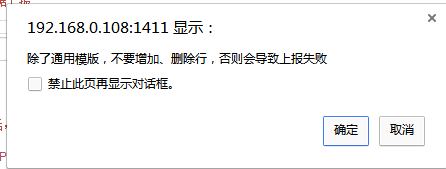 192.168.0.108:1411 显示：
除了通用模版，不要增加、删除行，否则会导致上报失败
禁止此页再显示对话框。
确定 取消